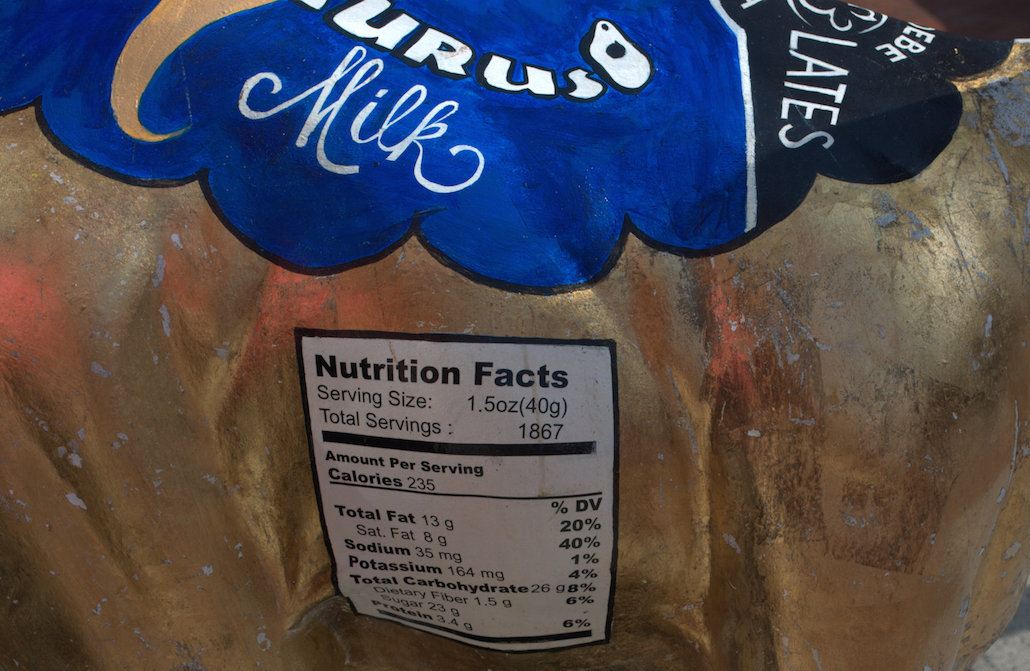 URUS
Milk
LATES
EBE
Nutrition Facts
Serving Size: 1.5oz(40g)
Total Servings : 1867
Amount Per Serving
Calories 235
% DV
Total Fat 13 g 20%
Sat. Fat 8 g 40%
Sodium 35 mg 1%
Potassium 164 mg 4%
Total Carbohydrate 26 g 8%
Dietary Fiber 1.5 g 6%
Sugar 23 g -
Protein 3.4 g 6%